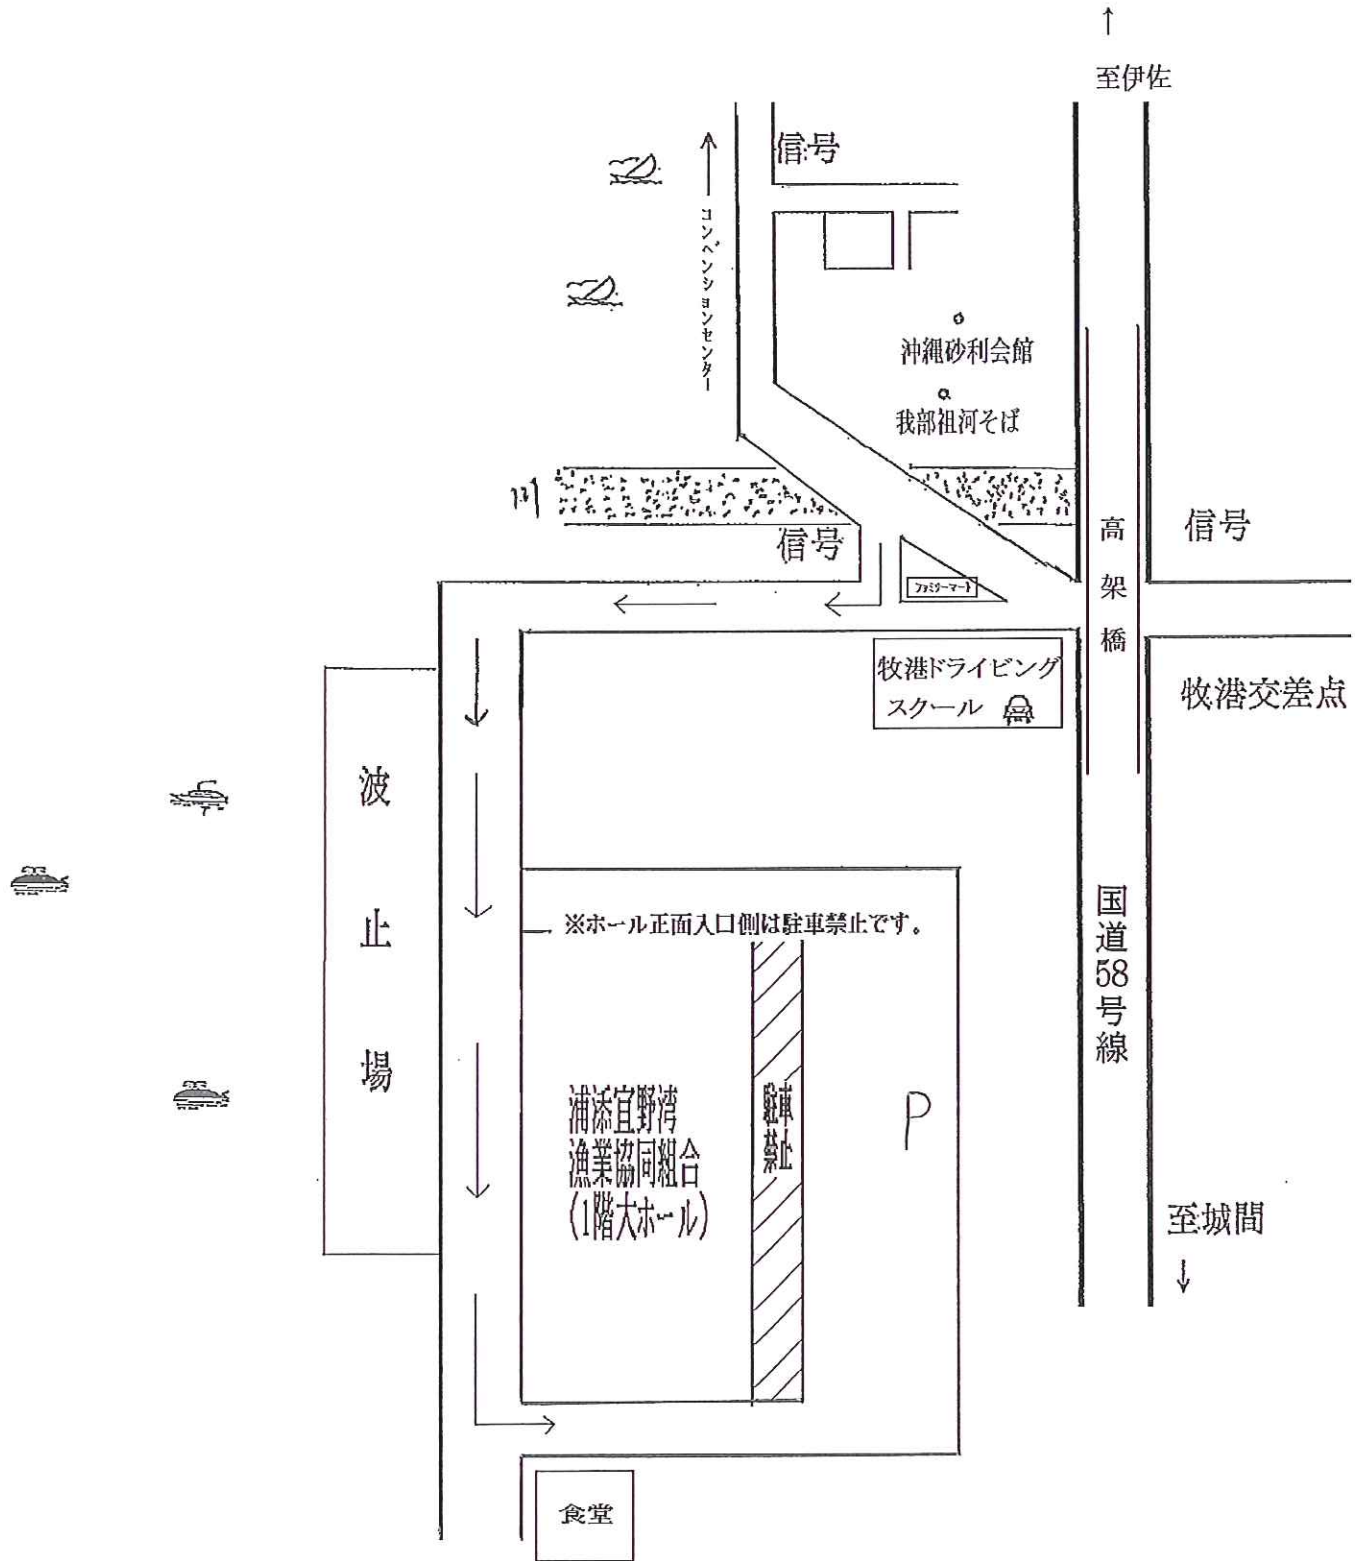 ↑
至伊佐
信号
コンベンションセンター
沖縄砂利会館
我部祖河そば
川
信号
ファミリーマート
高架橋
信号
牧港ドライビング
スクール
牧港交差点
波止場
※ホール正面入口側は駐車禁止です。
国道58号線
浦添宜野湾
漁業協同組合
(1階大ホール)
駐車
禁止
P
至城間
↓
食堂